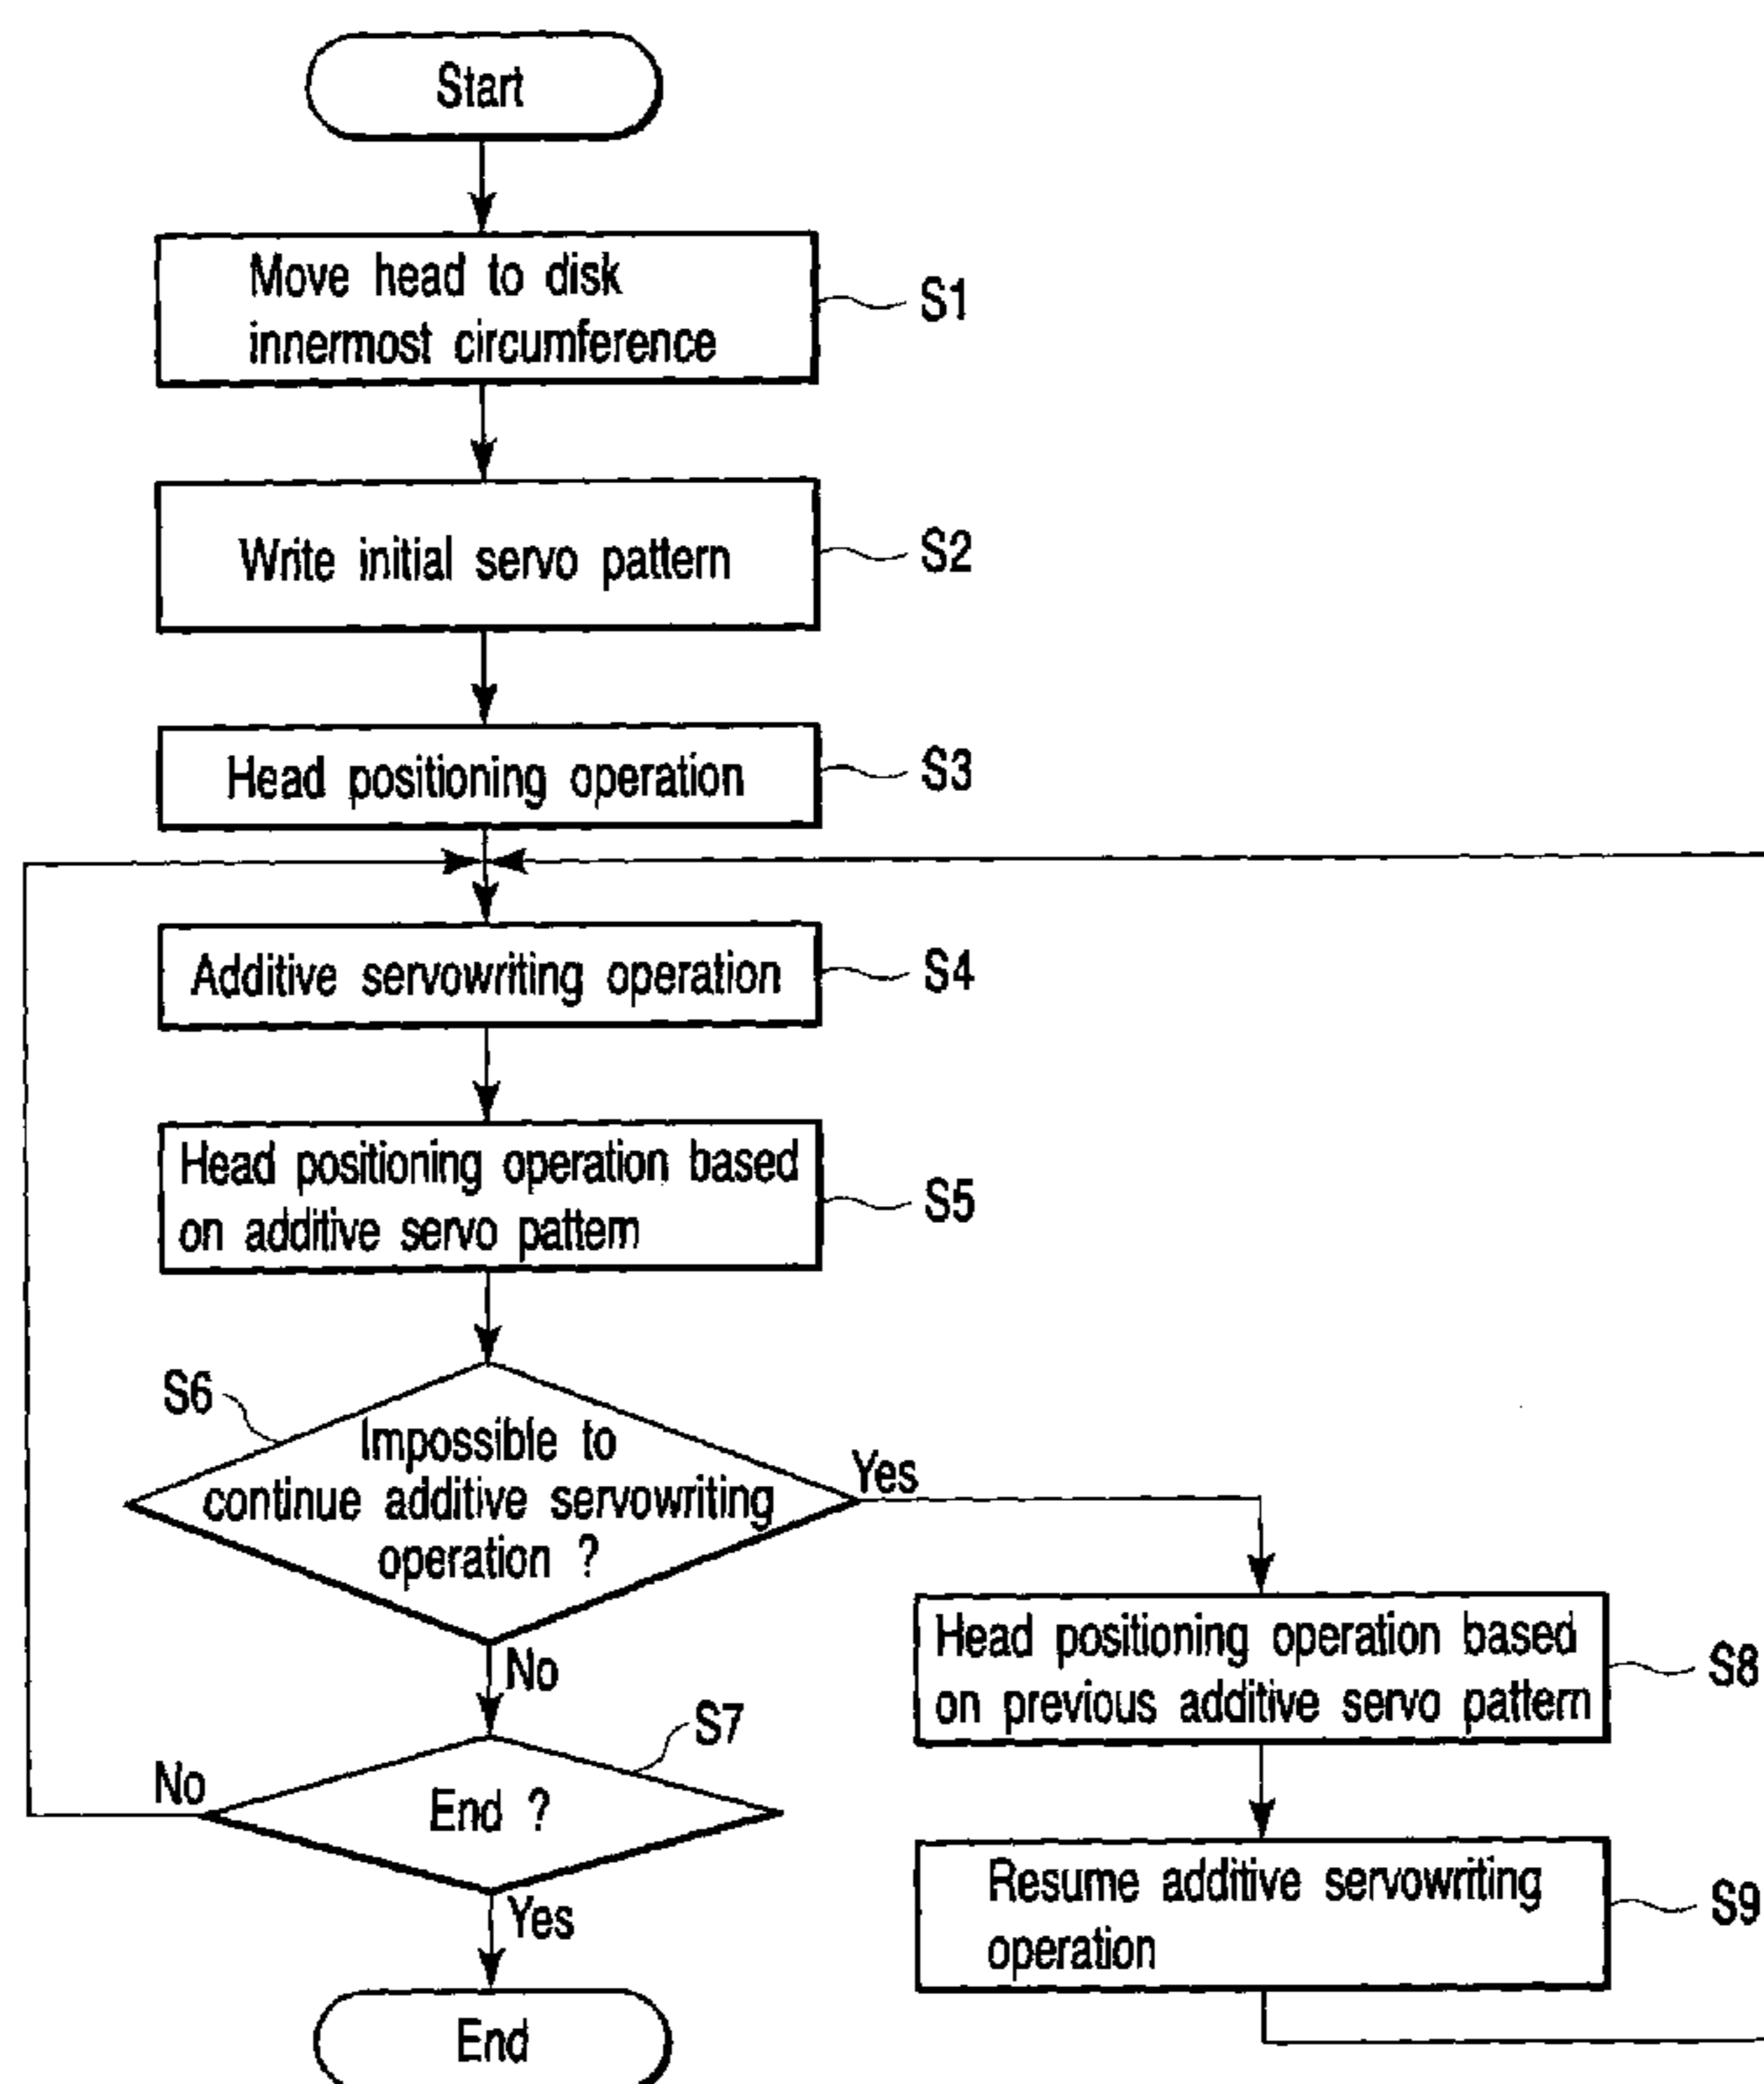 Start
Move head to disk
innermost circumference
S1
Write initial servo pattern
S2
Head positioning operation
S3
Additive servowriting operation
S4
Head positioning operation based
on additive servo pattern
S5
S6
Impossible to
continue additive servowriting
operation ?
Yes
No
Head positioning operation based
on previous additive servo pattern
S8
S7
No
End ?
Yes
Resume additive servowriting
operation
S9
End